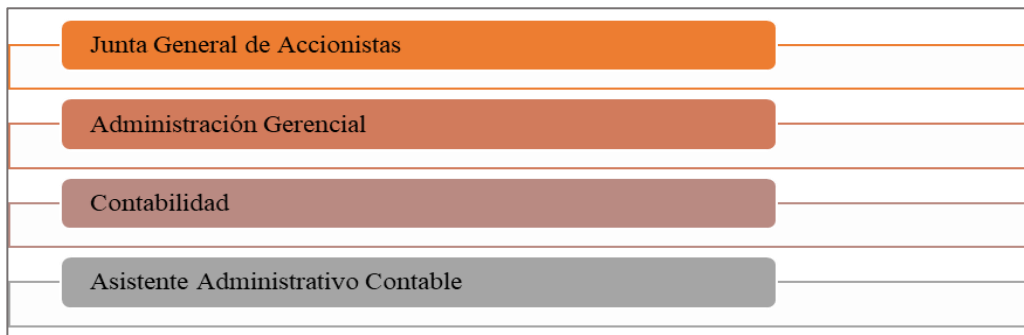 Junta General de Accionistas
Administración Gerencial
Contabilidad
Asistente Administrativo Contable